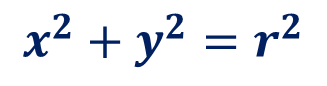 x² + y² = r²